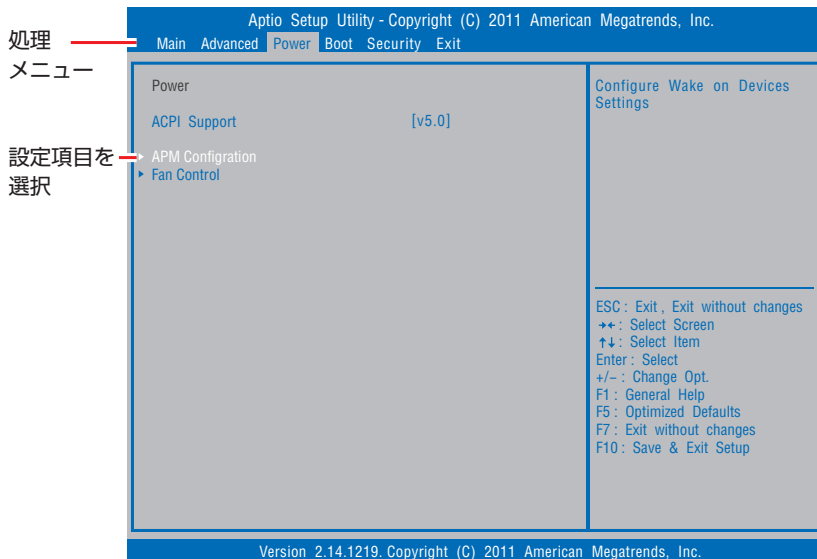 Aptio Setup Utility - Copyright (C) 2011 American Megatrends, Inc.
処理
メニュー
Main Advanced Power Boot Security Exit
Power
ACPI Support [v5.0]
設定項目を
選択
▶ APM Configration
▶ Fan Control
Configure Wake on Devices
Settings
ESC : Exit , Exit without changes
→← : Select Screen
↑↓ : Select Item
Enter : Select
+/− : Change Opt.
F1 : General Help
F5 : Optimized Defaults
F7 : Exit without changes
F10 : Save & Exit Setup
Version 2.14.1219. Copyright (C) 2011 American Megatrends, Inc.